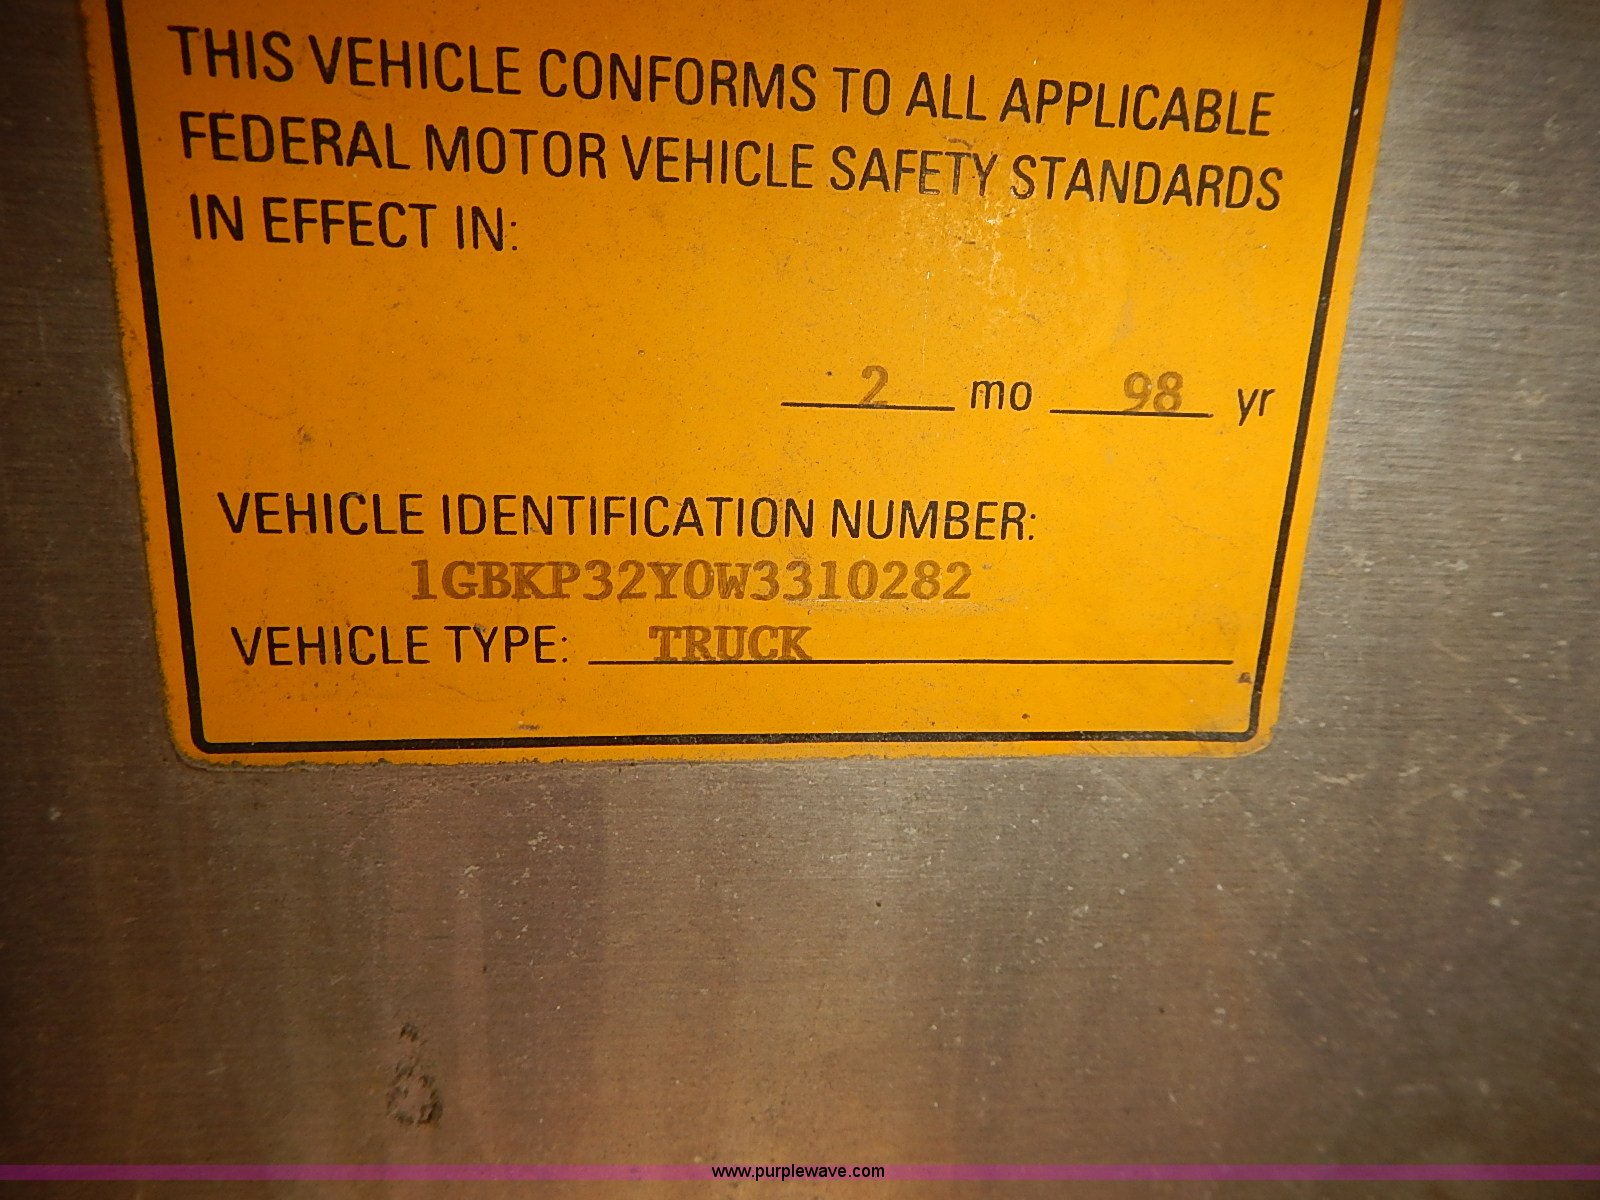 THIS VEHICLE CONFORMS TO ALL APPLICABLE
FEDERAL MOTOR VEHICLE SAFETY STANDARDS
IN EFFECT IN:
2 mo 98 yr
VEHICLE IDENTIFICATION NUMBER:
1GBKP32Y0W3310282
VEHICLE TYPE: TRUCK
www.purplewave.com